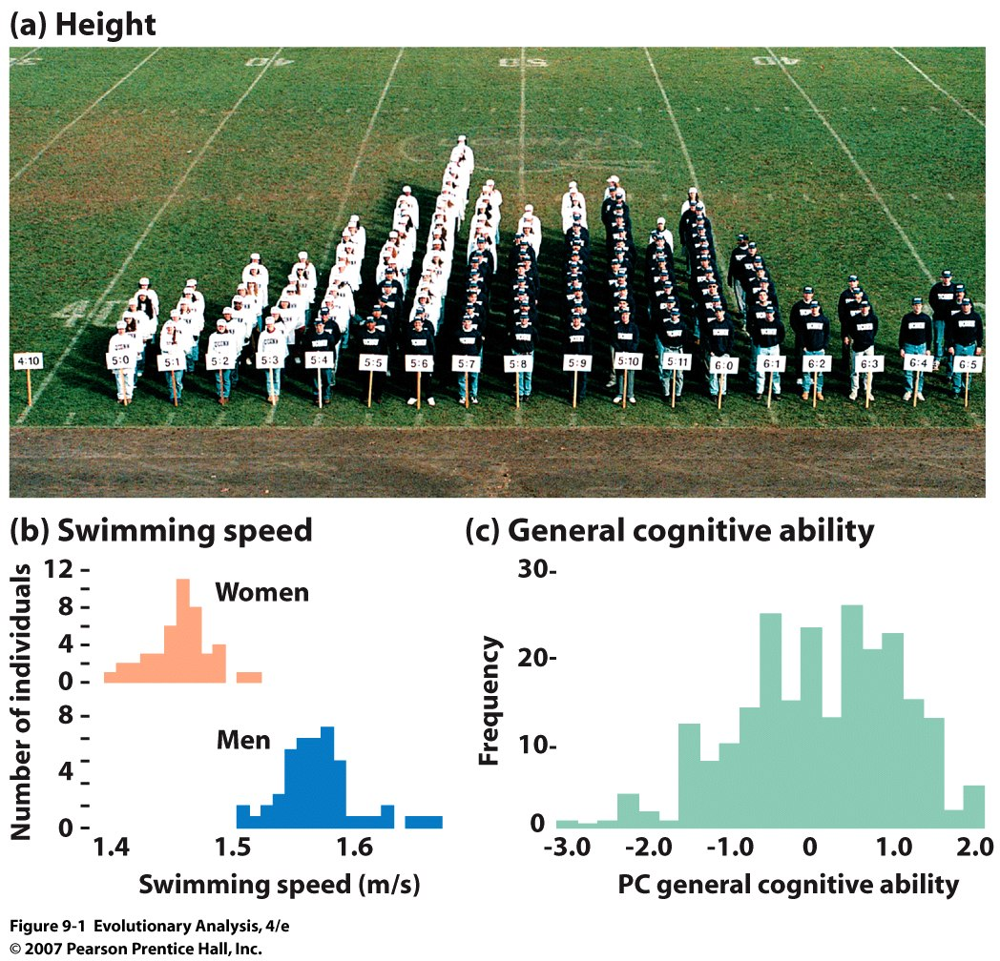 (a) Height
40
50
40
40
4:10 5:0 5:1 5:2 5:3 5:4 5:5 5:6 5:7 5:8 5:9 5:10 5:11 6:0 6:1 6:2 6:3 6:4 6:5
(b) Swimming speed
Number of individuals
12
8
4
0
Women
8
4
0
Men
1.4 1.5 1.6
Swimming speed (m/s)
(c) General cognitive ability
Frequency
30
20
10
0
-3.0 -2.0 -1.0 0 1.0 2.0
PC general cognitive ability
Figure 9-1 Evolutionary Analysis, 4/e
© 2007 Pearson Prentice Hall, Inc.